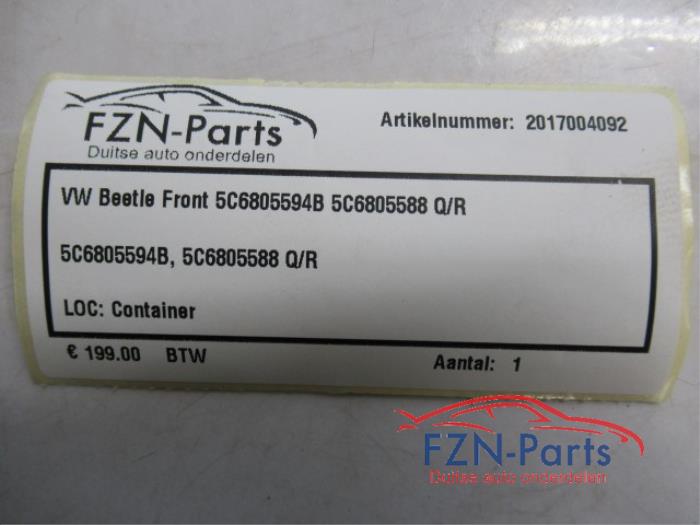 FZN-Parts
Duitse auto onderdelen
Artikelnummer: 2017004092
VW Beetle Front 5C6805594B 5C6805588 Q/R
5C6805594B, 5C6805588 Q/R
LOC: Container
€ 199.00 BTW
Aantal: 1
FZN-Parts
Duitse auto onderdelen